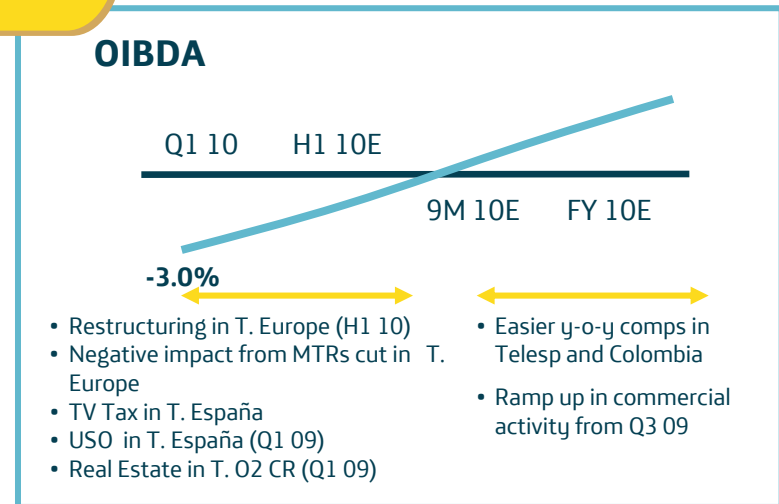 OIBDA
Q1 10 H1 10E
9M 10E FY 10E
-3.0%
• Restructuring in T. Europe (H1 10)
• Negative impact from MTRs cut in T.
Europe
• TV Tax in T. España
• USO in T. España (Q1 09)
• Real Estate in T. O2 CR (Q1 09)
• Easier y-o-y comps in
Telesp and Colombia
• Ramp up in commercial
activity from Q3 09